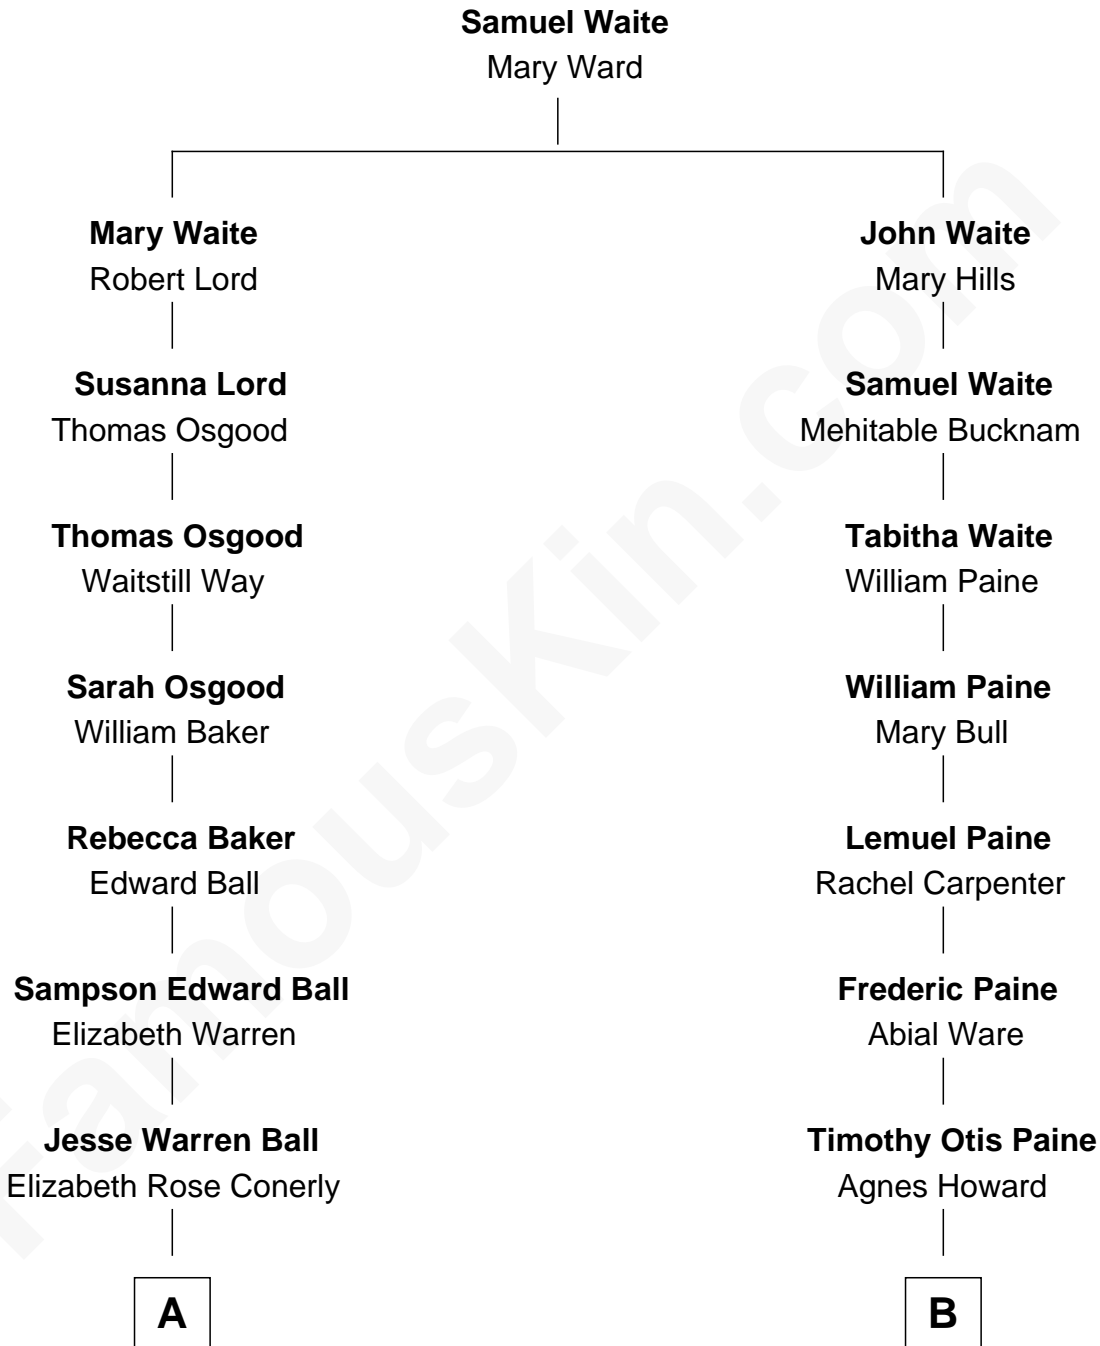 Samuel Waite
Mary Ward
Mary Waite
Robert Lord
John Waite
Mary Hills
Susanna Lord
Thomas Osgood
Samuel Waite
Mehitable Bucknam
Thomas Osgood
Waitstill Way
Tabitha Waite
William Paine
Sarah Osgood
William Baker
William Paine
Mary Bull
Rebecca Baker
Edward Ball
Lemuel Paine
Rachel Carpenter
Sampson Edward Ball
Elizabeth Warren
Frederic Paine
Abial Ware
Jesse Warren Ball
Elizabeth Rose Conerly
Timothy Otis Paine
Agnes Howard
A
B
FamousKin.com